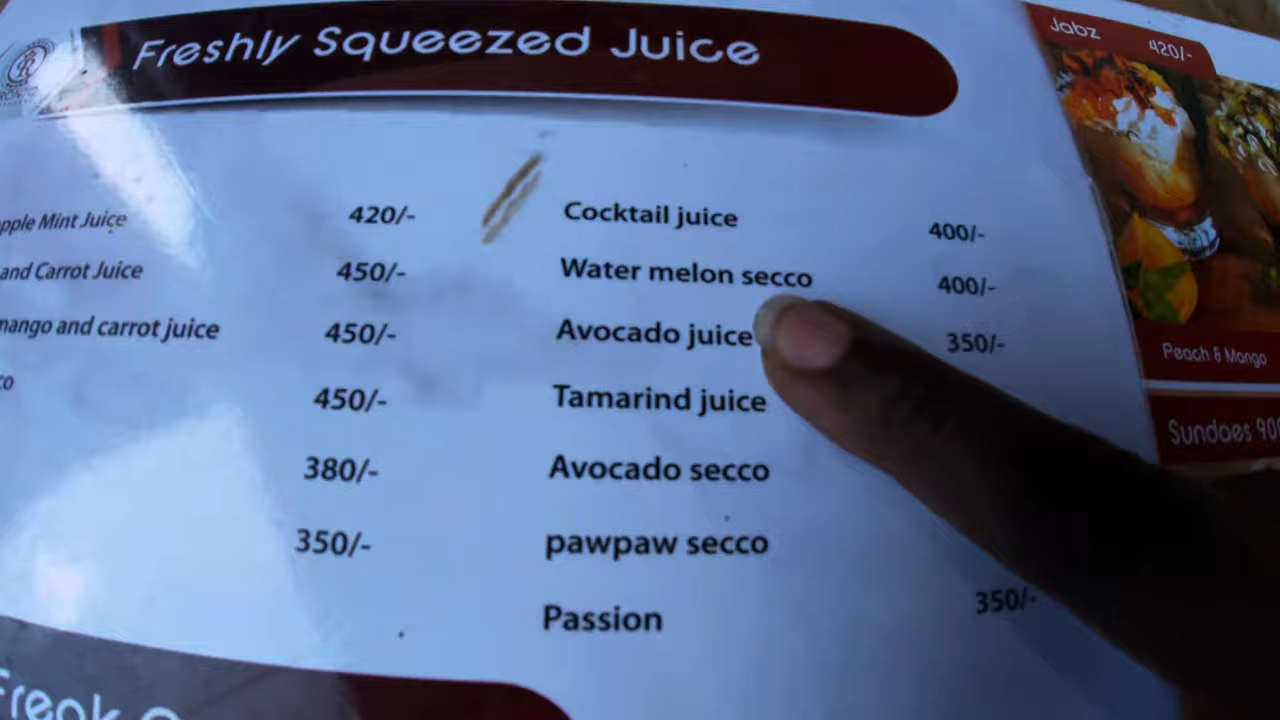 Freshly Squeezed Juice
Jabz 420/-
pple Mint Juice 420/-
and Carrot Juice 450/-
mango and carrot juice 450/-
co 450/-
380/-
350/-
Cocktail juice 400/-
Water melon secco 400/-
Avocado juice 350/-
Tamarind juice
Avocado secco
pawpaw secco
Passion 350/-
Peach & Mango
Sundaes 90